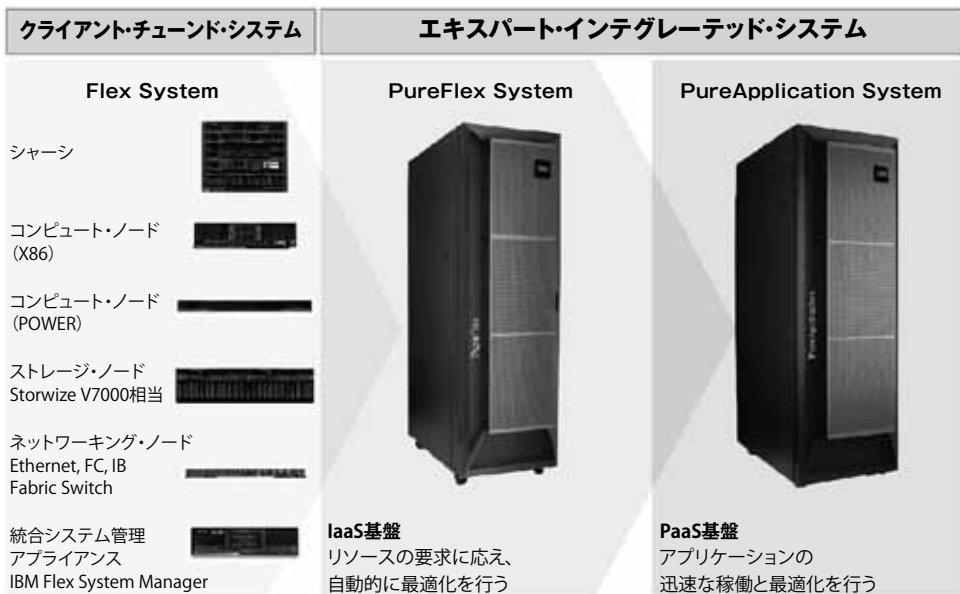 クライアント・チューンド・システム
エキスパート・インテグレーテッド・システム
Flex System
シャーシ
コンピュート・ノード
（X86）
コンピュート・ノード
（POWER）
ストレージ・ノード
Storwize V7000相当
ネットワーキング・ノード
Ethernet, FC, IB
Fabric Switch
統合システム管理
アプライアンス
IBM Flex System Manager
PureFlex System
IaaS基盤
リソースの要求に応え、
自動的に最適化を行う
PureApplication System
PaaS基盤
アプリケーションの
迅速な稼働と最適化を行う